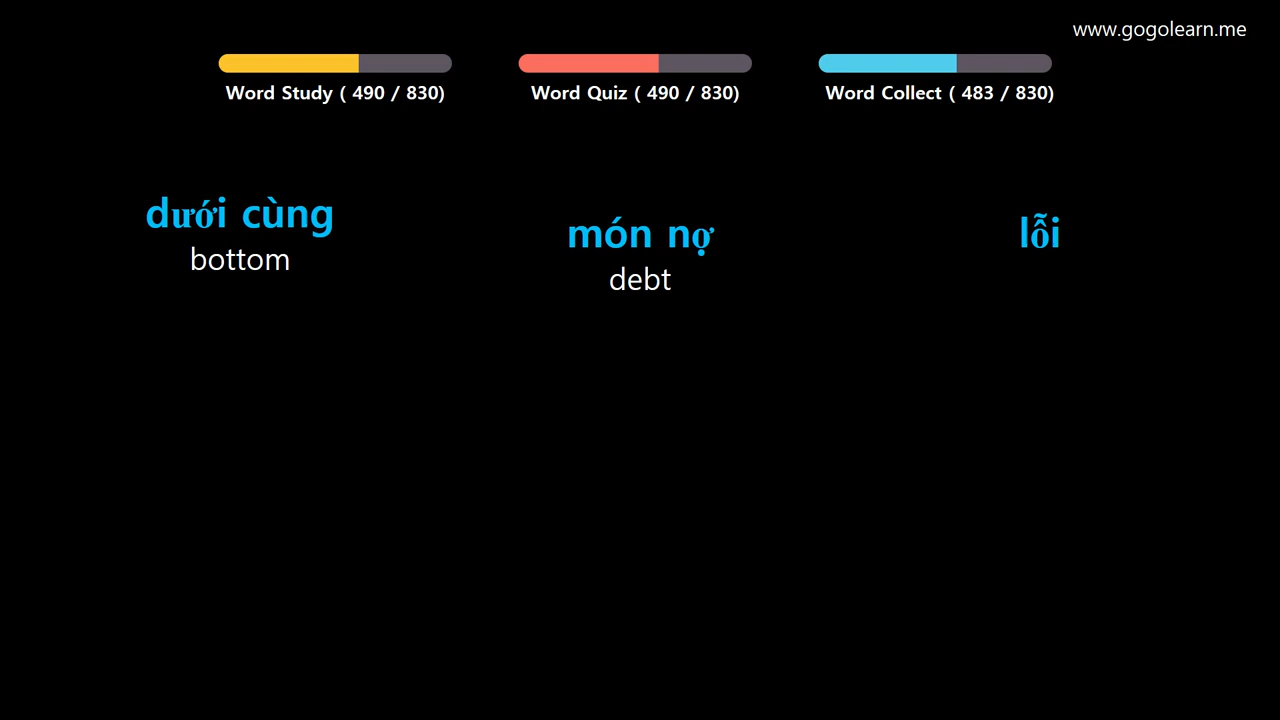 www.gogolearn.me
Word Study ( 490 / 830)
Word Quiz ( 490 / 830)
Word Collect ( 483 / 830)
dưới cùng
bottom
món nợ
debt
lỗi